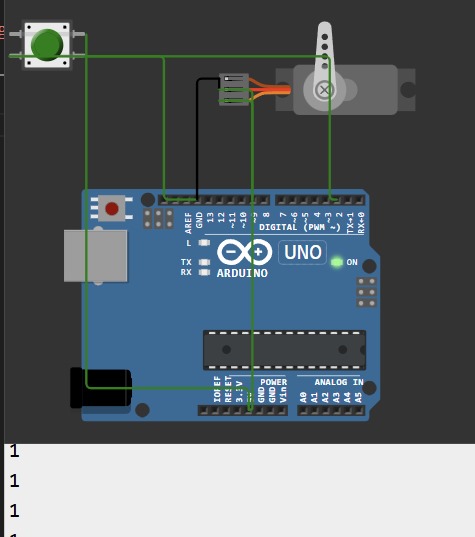 AREF
GND
13
12
~11
~10
~9
8
7
~6
~5
4
~3
2
TX→1
RX←0
DIGITAL (PWM ~)
L
TX
RX
ARDUINO
UNO
ON
POWER
ANALOG IN
IOREF
RESET
3.3V
GND
GND
Vin
A0
A1
A2
A3
A4
A5
1
1
1